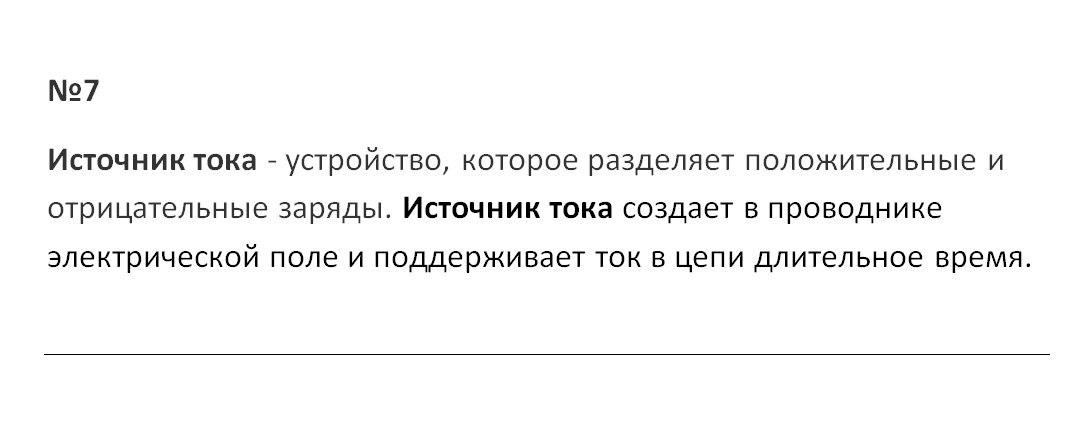 №7
Источник тока - устройство, которое разделяет положительные и
отрицательные заряды. Источник тока создает в проводнике
электрической поле и поддерживает ток в цепи длительное время.